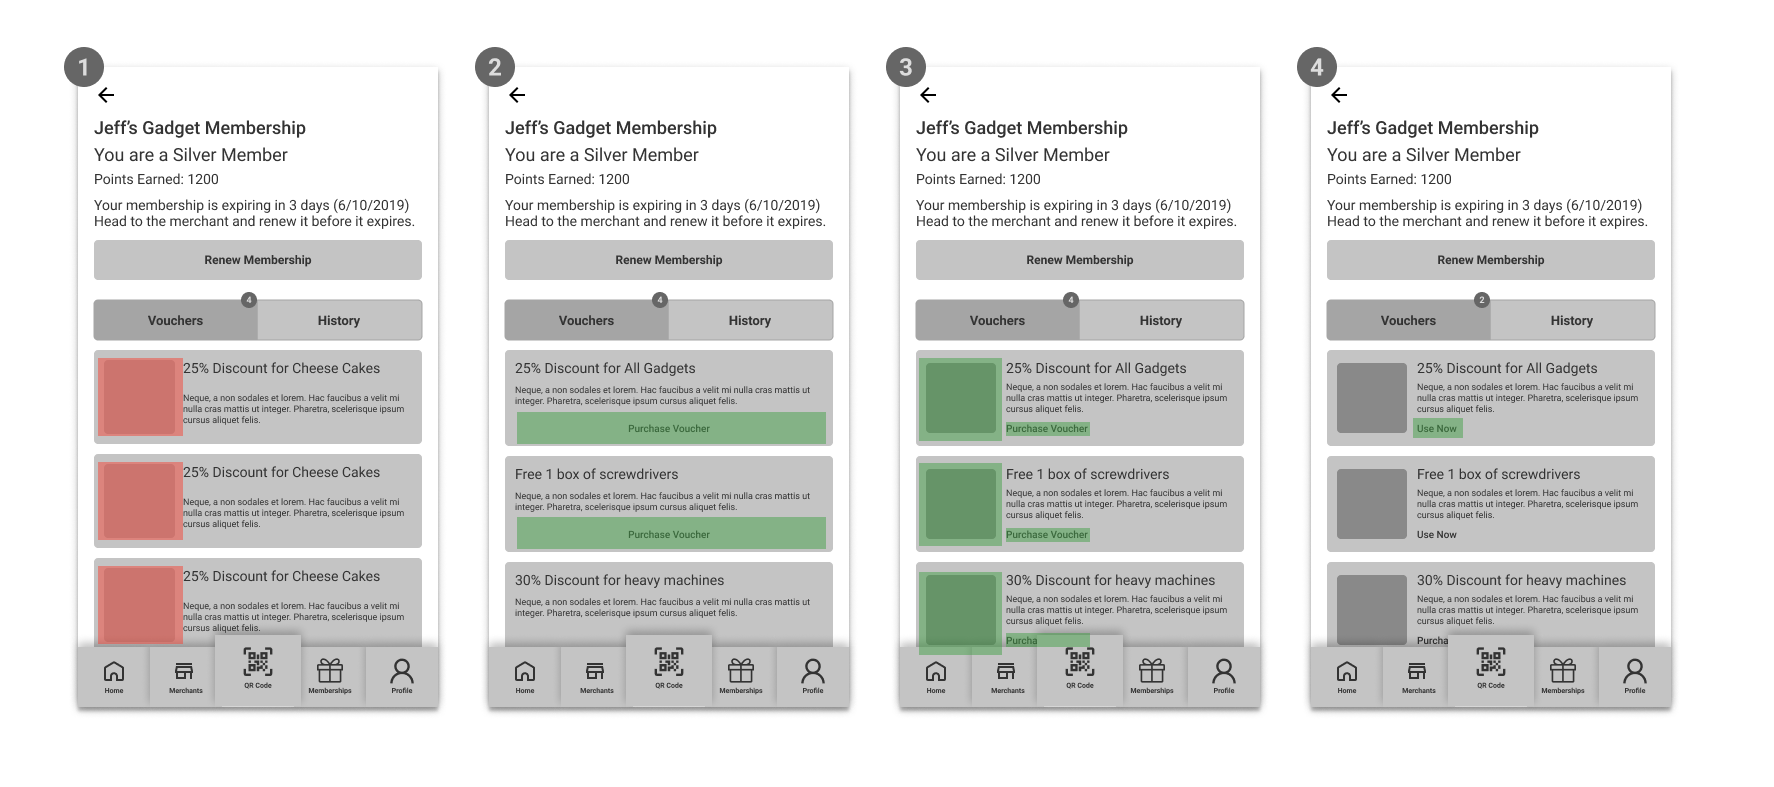 1
Jeff's Gadget Membership
You are a Silver Member
Points Earned: 1200
Your membership is expiring in 3 days (6/10/2019)
Head to the merchant and renew it before it expires.
Renew Membership
4
Vouchers
History
25% Discount for Cheese Cakes
Neque, a non sodales et lorem. Hac faucibus a velit mi
nulla cras mattis ut integer. Pharetra, scelerisque ipsum
cursus aliquet felis.
25% Discount for Cheese Cakes
Neque, a non sodales et lorem. Hac faucibus a velit mi
nulla cras mattis ut integer. Pharetra, scelerisque ipsum
cursus aliquet felis.
25% Discount for Cheese Cakes
Neque, a non sodales et lorem. Hac faucibus a velit mi
nulla cras mattis ut integer. Pharetra, scelerisque ipsum
cursus aliquet felis.
Home
Merchants
QR Code
Memberships
Profile
2
Jeff's Gadget Membership
You are a Silver Member
Points Earned: 1200
Your membership is expiring in 3 days (6/10/2019)
Head to the merchant and renew it before it expires.
Renew Membership
4
Vouchers
History
25% Discount for All Gadgets
Neque, a non sodales et lorem. Hac faucibus a velit mi nulla cras mattis ut
integer. Pharetra, scelerisque ipsum cursus aliquet felis.
Purchase Voucher
Free 1 box of screwdrivers
Neque, a non sodales et lorem. Hac faucibus a velit mi nulla cras mattis ut
integer. Pharetra, scelerisque ipsum cursus aliquet felis.
Purchase Voucher
30% Discount for heavy machines
Neque, a non sodales et lorem. Hac faucibus a velit mi nulla cras mattis ut
integer. Pharetra, scelerisque ipsum cursus aliquet felis.
Home
Merchants
QR Code
Memberships
Profile
3
Jeff's Gadget Membership
You are a Silver Member
Points Earned: 1200
Your membership is expiring in 3 days (6/10/2019)
Head to the merchant and renew it before it expires.
Renew Membership
4
Vouchers
History
25% Discount for All Gadgets
Neque, a non sodales et lorem. Hac faucibus a velit mi
nulla cras mattis ut integer. Pharetra, scelerisque ipsum
cursus aliquet felis.
Purchase Voucher
Free 1 box of screwdrivers
Neque, a non sodales et lorem. Hac faucibus a velit mi
nulla cras mattis ut integer. Pharetra, scelerisque ipsum
cursus aliquet felis.
Purchase Voucher
30% Discount for heavy machines
Neque, a non sodales et lorem. Hac faucibus a velit mi
nulla cras mattis ut integer. Pharetra, scelerisque ipsum
cursus aliquet felis.
Purcha
Home
Merchants
QR Code
Memberships
Profile
4
Jeff's Gadget Membership
You are a Silver Member
Points Earned: 1200
Your membership is expiring in 3 days (6/10/2019)
Head to the merchant and renew it before it expires.
Renew Membership
2
Vouchers
History
25% Discount for All Gadgets
Neque, a non sodales et lorem. Hac faucibus a velit mi
nulla cras mattis ut integer. Pharetra, scelerisque ipsum
cursus aliquet felis.
Use Now
Free 1 box of screwdrivers
Neque, a non sodales et lorem. Hac faucibus a velit mi
nulla cras mattis ut integer. Pharetra, scelerisque ipsum
cursus aliquet felis.
Use Now
30% Discount for heavy machines
Neque, a non sodales et lorem. Hac faucibus a velit mi
nulla cras mattis ut integer. Pharetra, scelerisque ipsum
cursus aliquet felis.
Purcha
Home
Merchants
QR Code
Memberships
Profile